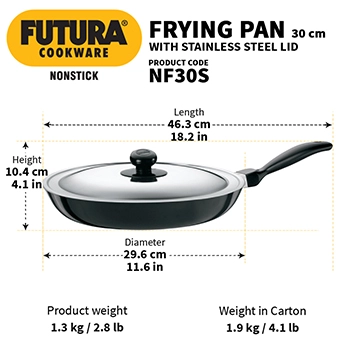 FUTURA
COOKWARE
NONSTICK
FRYING PAN 30 cm
WITH STAINLESS STEEL LID
PRODUCT CODE
NF30S
Length
46.3 cm
18.2 in
Height
10.4 cm
4.1 in
Diameter
29.6 cm
11.6 in
Product weight
1.3 kg / 2.8 lb
Weight in Carton
1.9 kg / 4.1 lb